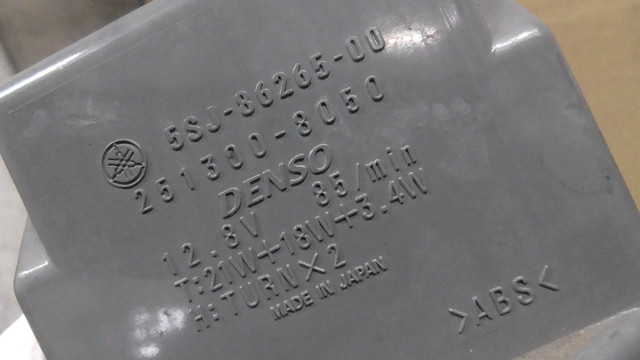 5SJ-86265-00
251300-8050
DENSO
12.8V 85/min
T:21W+18W+3.4W
H:TURN×2
MADE IN JAPAN
>ABS<